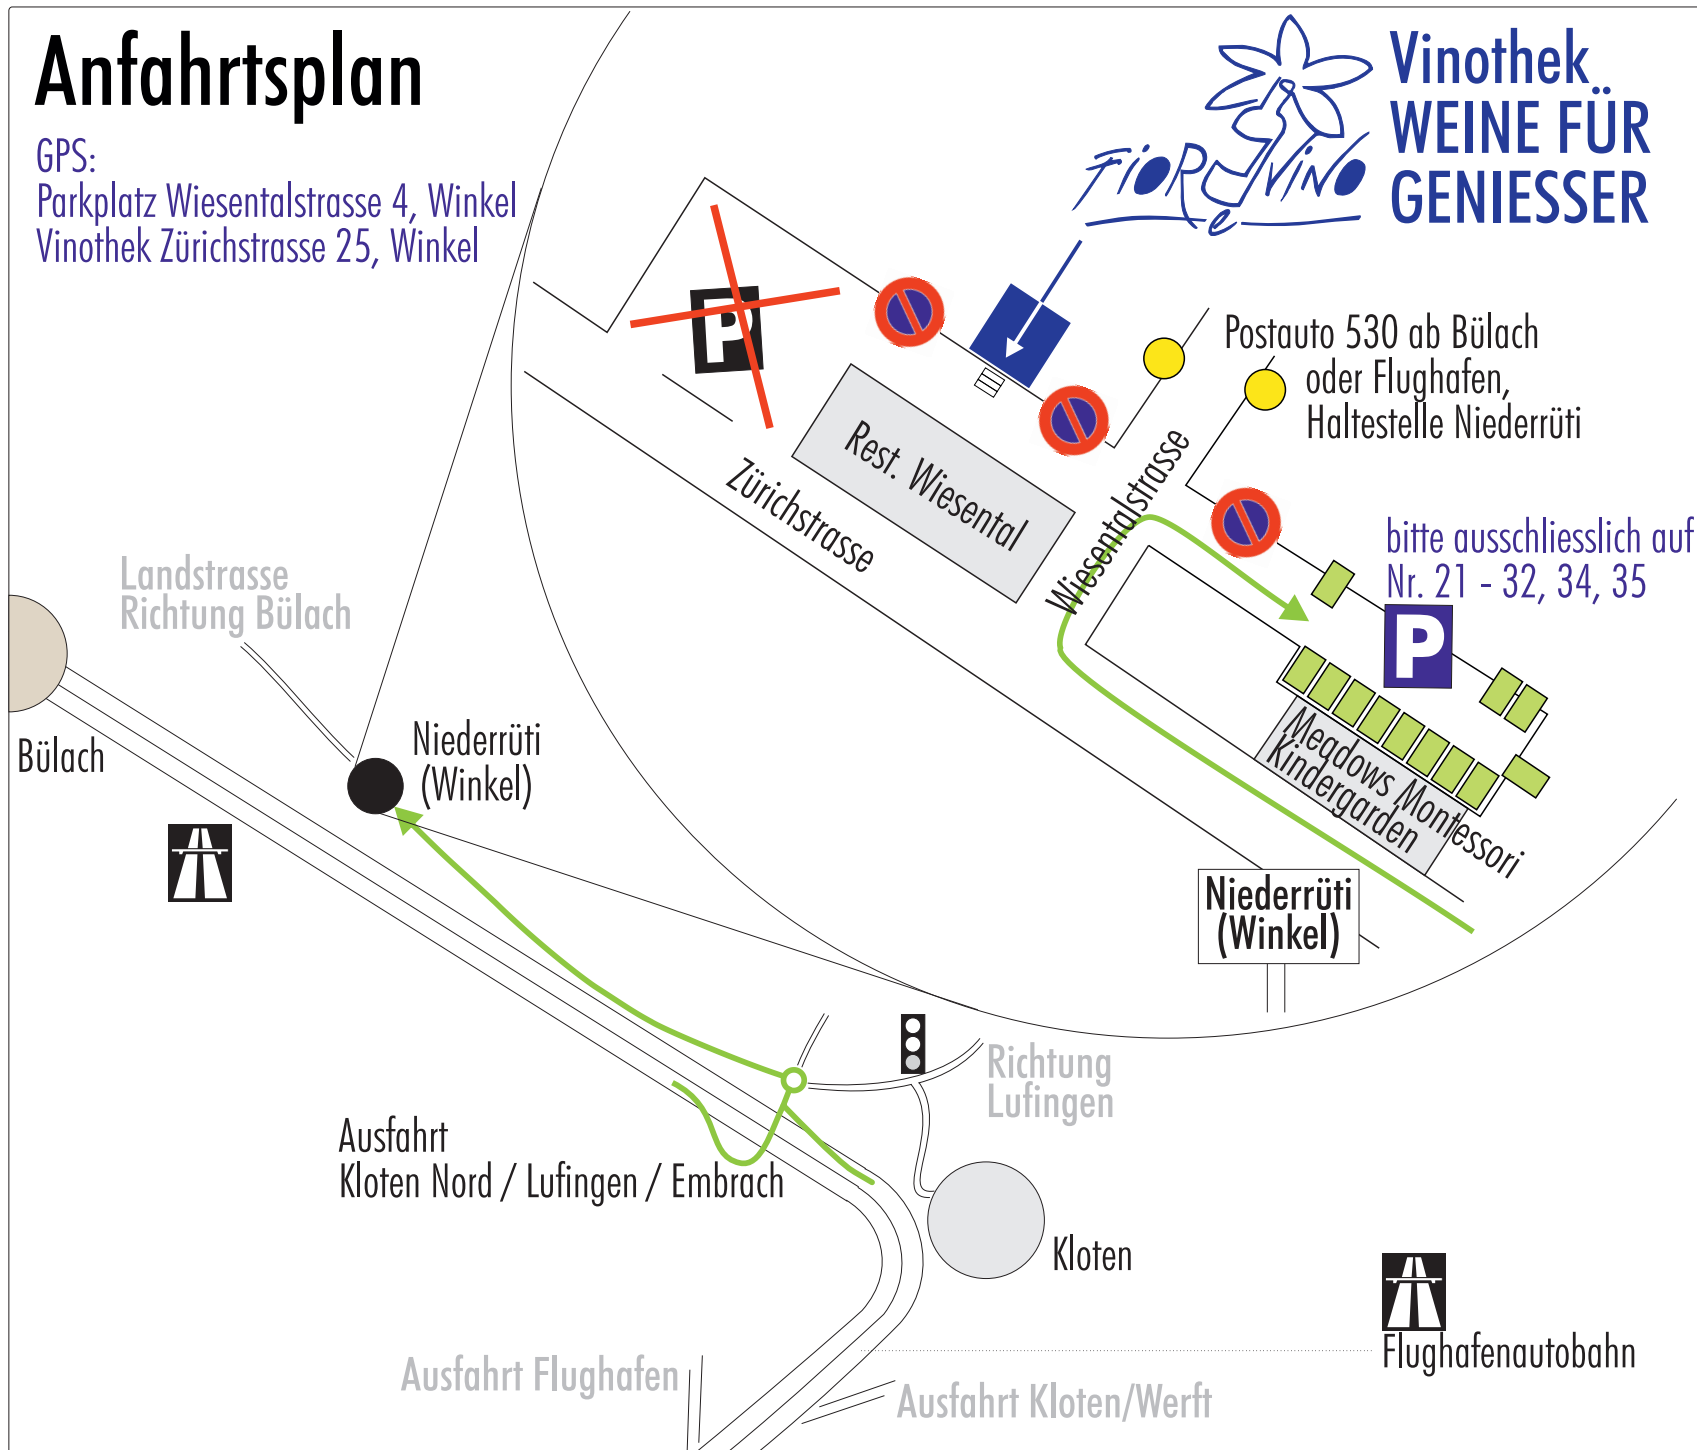 Anfahrtsplan
GPS:
Parkplatz Wiesentalstrasse 4, Winkel
Vinothek Zürichstrasse 25, Winkel
FIORE VINO
Vinothek
WEINE FÜR
GENIESSER
P
Postauto 530 ab Bülach
oder Flughafen,
Haltestelle Niederrüti
Rest. Wiesental
Zürichstrasse
Wiesentalstrasse
bitte ausschliesslich auf
Nr. 21 - 32, 34, 35
P
Meadows Montessori
Kindergarden
Niederrüti
(Winkel)
Landstrasse
Richtung Bülach
Bülach
Niederrüti
(Winkel)
Richtung
Lufingen
Ausfahrt
Kloten Nord / Lufingen / Embrach
Kloten
Flughafenautobahn
Ausfahrt Flughafen
Ausfahrt Kloten/Werft